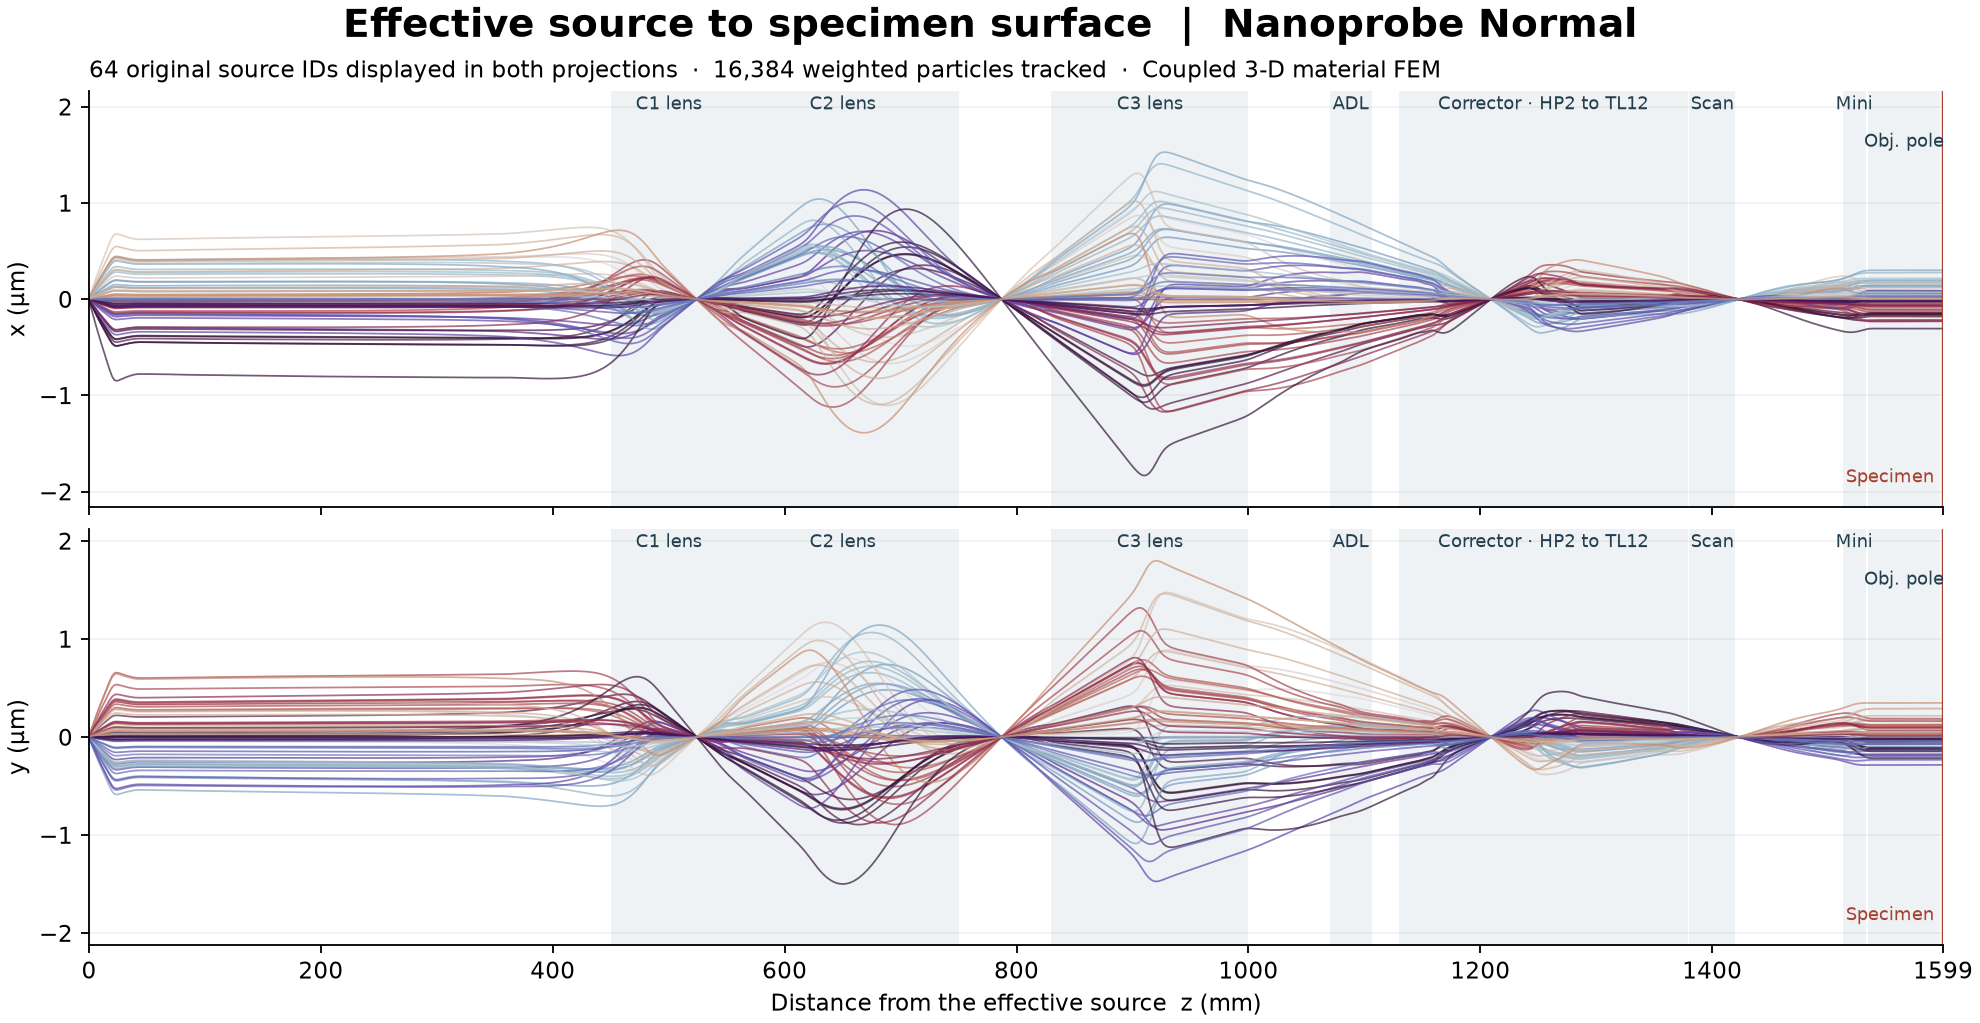 Effective source to specimen surface | Nanoprobe Normal
64 original source IDs displayed in both projections · 16,384 weighted particles tracked · Coupled 3-D material FEM
C1 lens C2 lens C3 lens ADL Corrector · HP2 to TL12 Scan Mini
Obj. pole
Specimen
x (µm)
2
1
0
−1
−2
C1 lens C2 lens C3 lens ADL Corrector · HP2 to TL12 Scan Mini
Obj. pole
Specimen
y (µm)
2
1
0
−1
−2
0 200 400 600 800 1000 1200 1400 1599
Distance from the effective source z (mm)